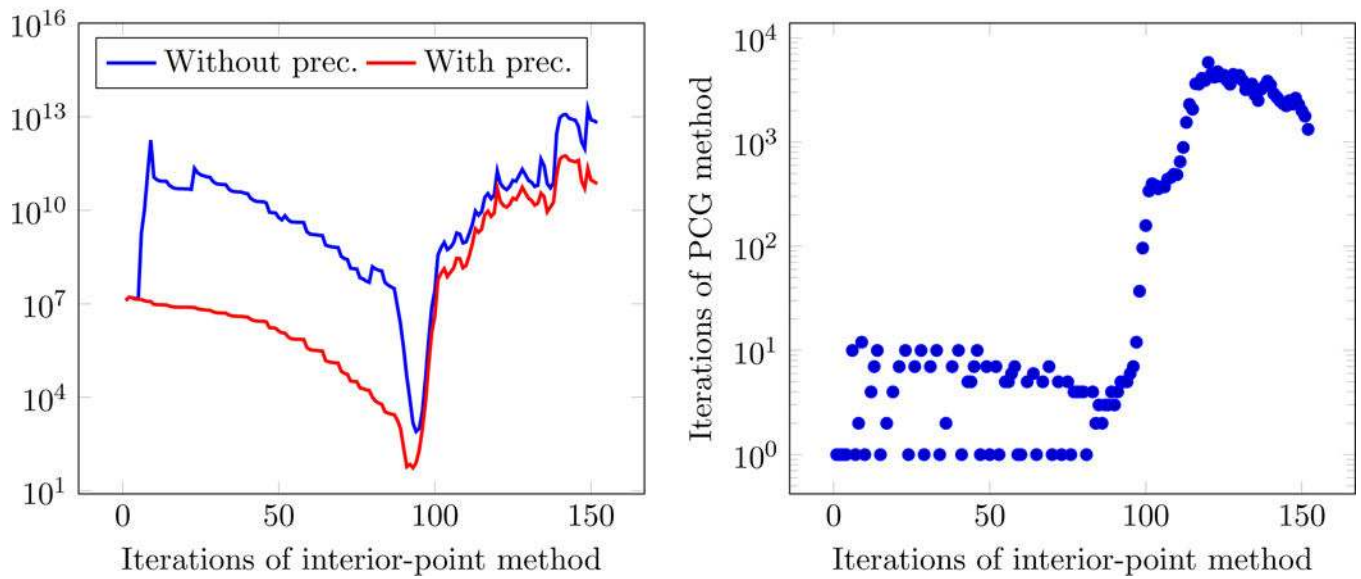 10^16
Without prec. With prec.
10^13
10^10
10^7
10^4
10^1
0 50 100 150
Iterations of interior-point method
Iterations of PCG method
10^4
10^3
10^2
10^1
10^0
0 50 100 150
Iterations of interior-point method